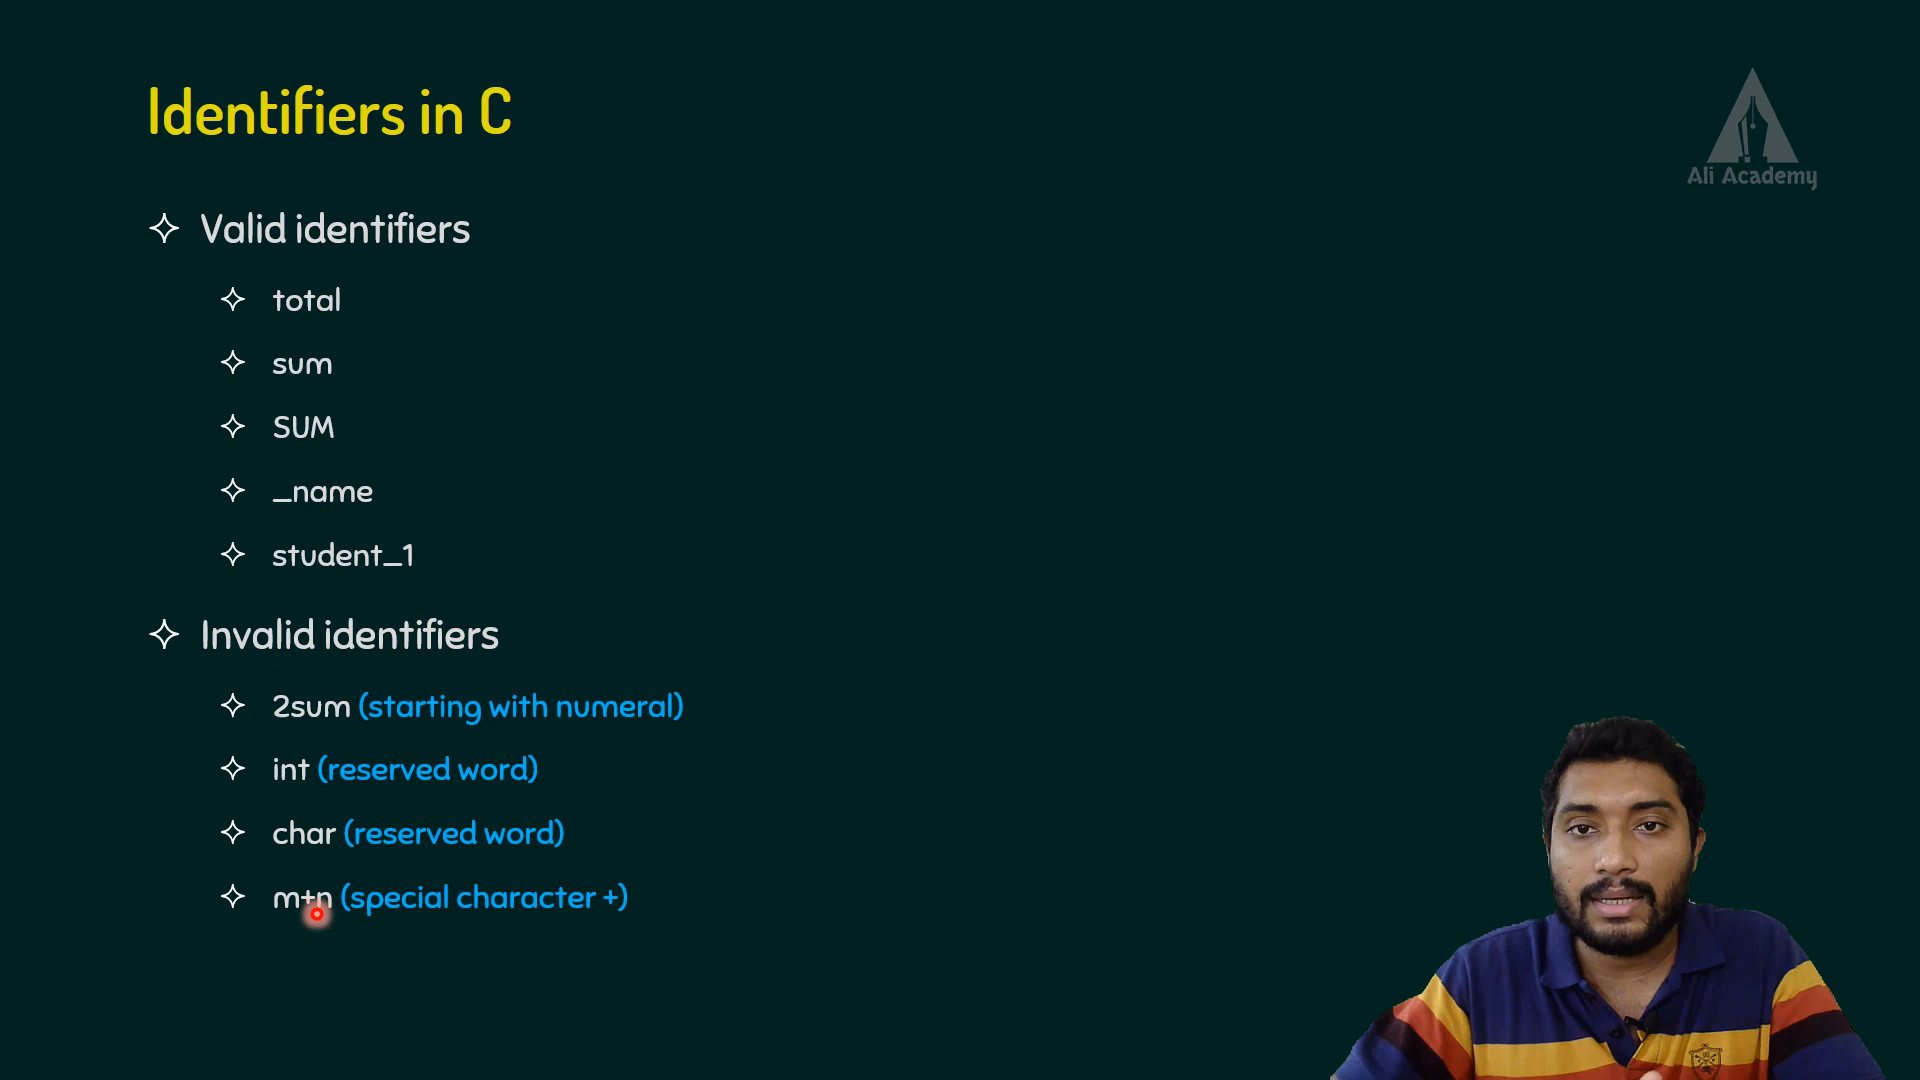 Identifiers in C
Ali Academy
Valid identifiers
total
sum
SUM
_name
student_1
Invalid identifiers
2sum (starting with numeral)
int (reserved word)
char (reserved word)
m+n (special character +)